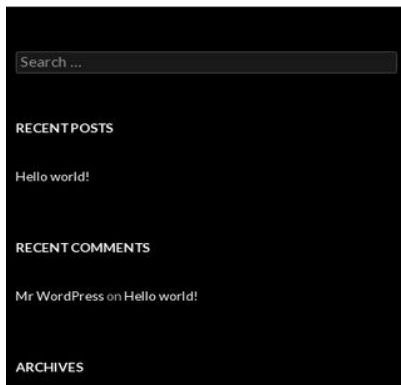 Search ...
RECENT POSTS
Hello world!
RECENT COMMENTS
Mr WordPress on Hello world!
ARCHIVES